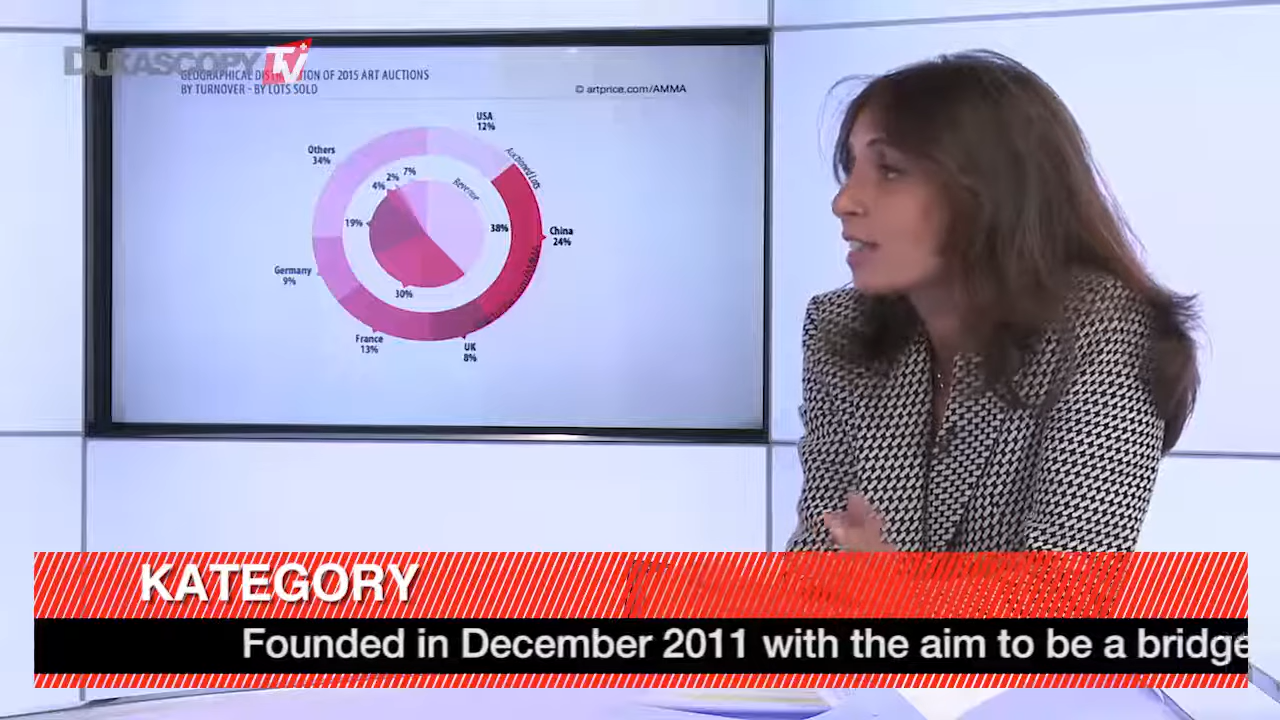 DUKASCOPY TV
GEOGRAPHICAL DISTRIBUTION OF 2015 ART AUCTIONS
BY TURNOVER - BY LOTS SOLD
© artprice.com/AMMA
USA
12%
Others
34%
Auctioned Lots
7%
2%
4%
Revenue
19%
38%
China
24%
Germany
9%
30%
France
13%
UK
8%
KATEGORY
Founded in December 2011 with the aim to be a bridge